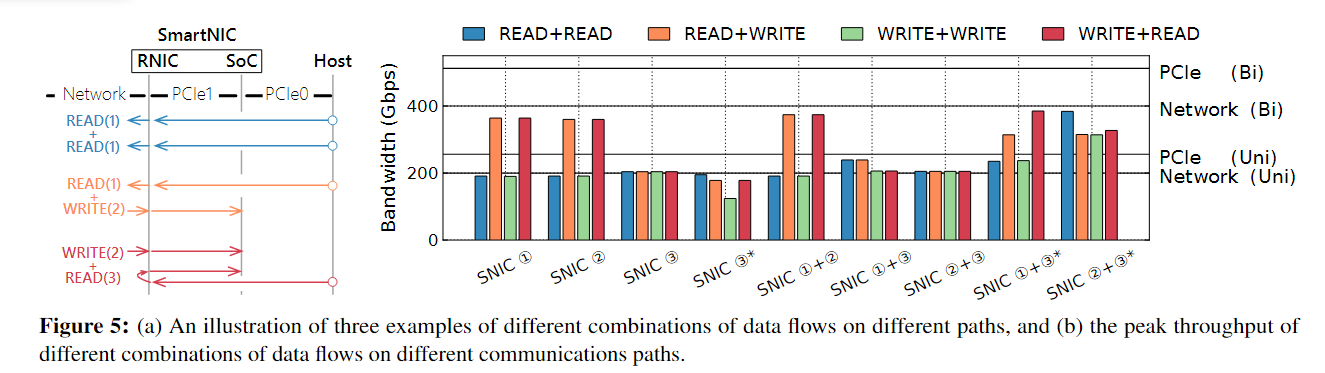 SmartNIC
RNIC SoC Host
Network PCIe1 PCIe0
READ(1)
+
READ(1)
READ(1)
+
WRITE(2)
WRITE(2)
+
READ(3)
READ+READ READ+WRITE WRITE+WRITE WRITE+READ
Bandwidth (Gbps)
400
200
0
PCIe (Bi)
Network (Bi)
PCIe (Uni)
Network (Uni)
SNIC ①
SNIC ②
SNIC ③
SNIC ③*
SNIC ①+②
SNIC ①+③
SNIC ②+③
SNIC ①+③*
SNIC ②+③*
Figure 5: (a) An illustration of three examples of different combinations of data flows on different paths, and (b) the peak throughput of
different combinations of data flows on different communications paths.